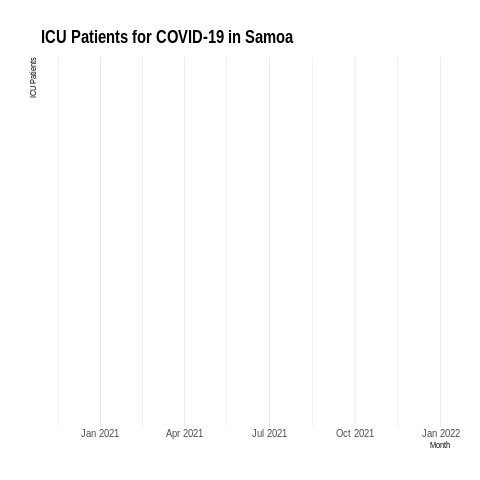 ICU Patients for COVID-19 in Samoa
ICU Patients
Jan 2021 Apr 2021 Jul 2021 Oct 2021 Jan 2022
Month